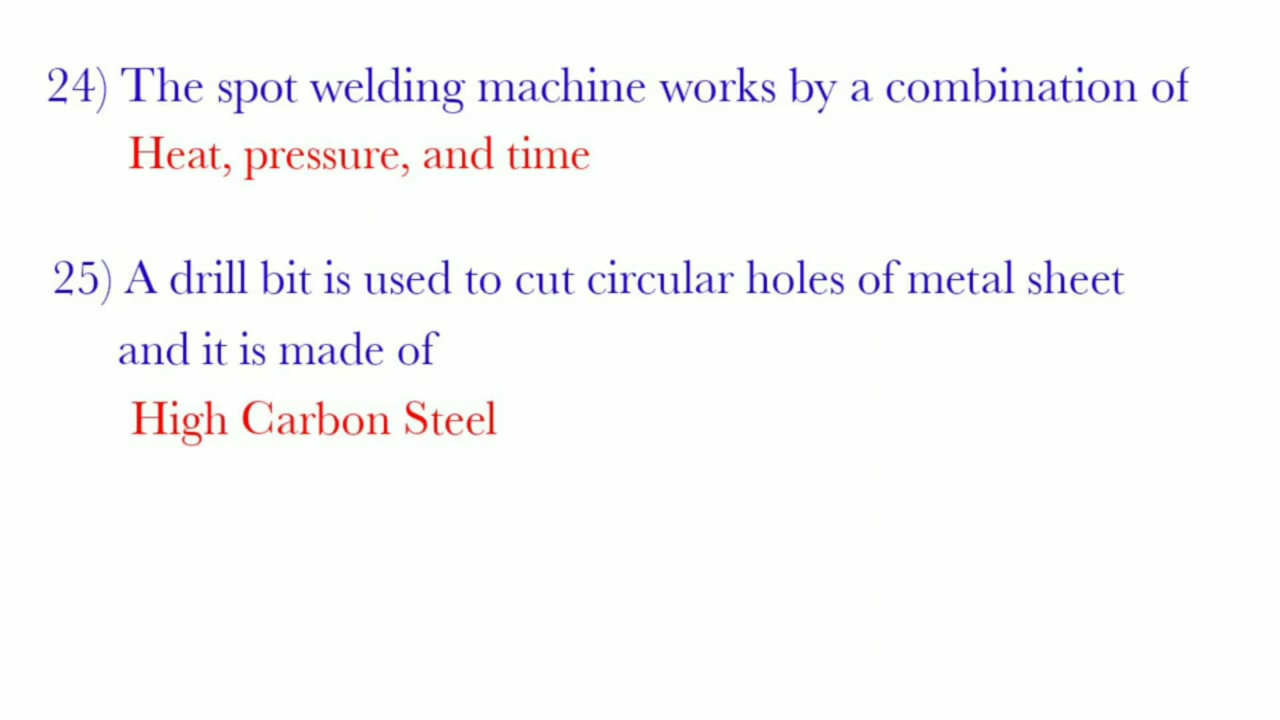 24) The spot welding machine works by a combination of
Heat, pressure, and time
25) A drill bit is used to cut circular holes of metal sheet
and it is made of
High Carbon Steel